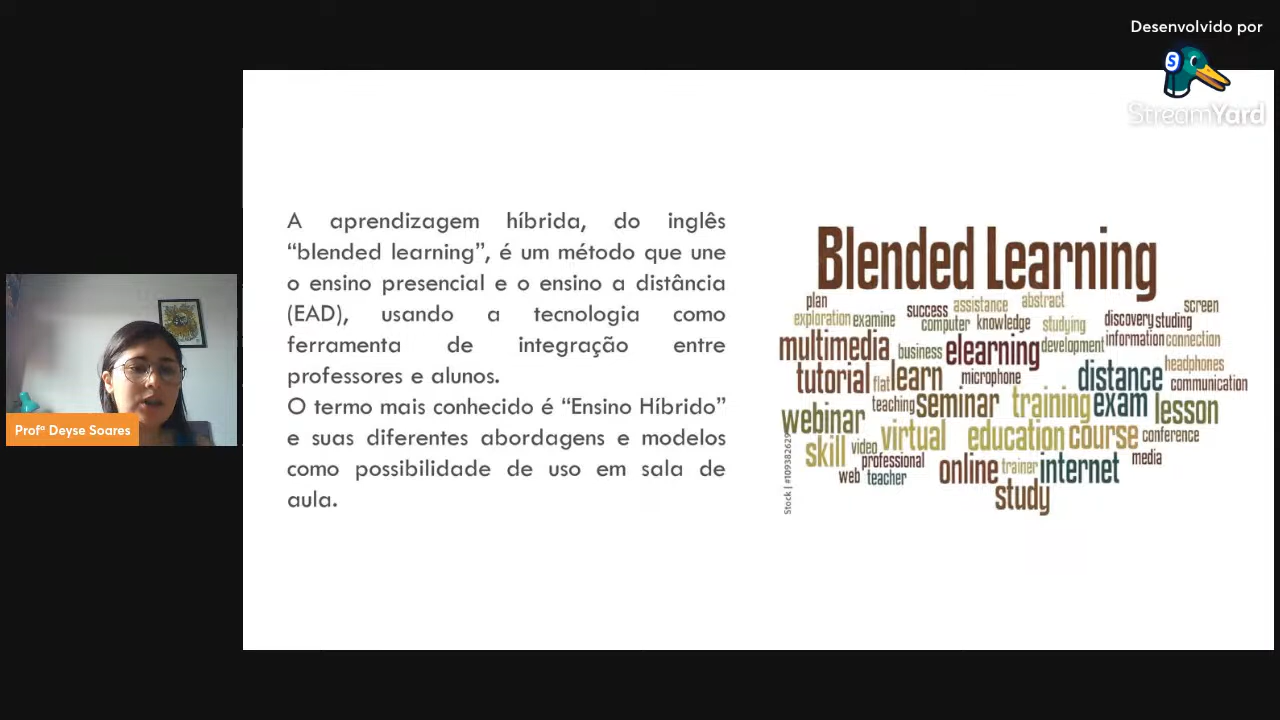 Desenvolvido por
StreamYard
A aprendizagem híbrida, do inglês
“blended learning”, é um método que une
o ensino presencial e o ensino a distância
(EAD), usando a tecnologia como
ferramenta de integração entre
professores e alunos.
O termo mais conhecido é “Ensino Híbrido”
e suas diferentes abordagens e modelos
como possibilidade de uso em sala de
aula.
Blended Learning
plan success assistance abstract screen
exploration examine computer knowledge studying discovery studing
multimedia business elearning development information connection
tutorial flat learn microphone distance headphones communication
webinar teaching seminar training exam lesson
skill video virtual education course conference
web professional teacher online trainer internet media
study
Profª Deyse Soares